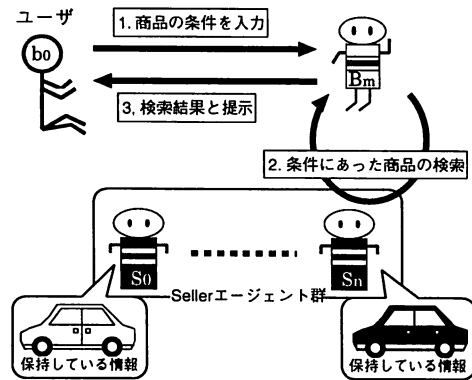 ユーザ
b0
1. 商品の条件を入力
Bm
3, 検索結果と提示
2. 条件にあった商品の検索
S0
Sn
Sellerエージェント群
保持している情報
保持している情報